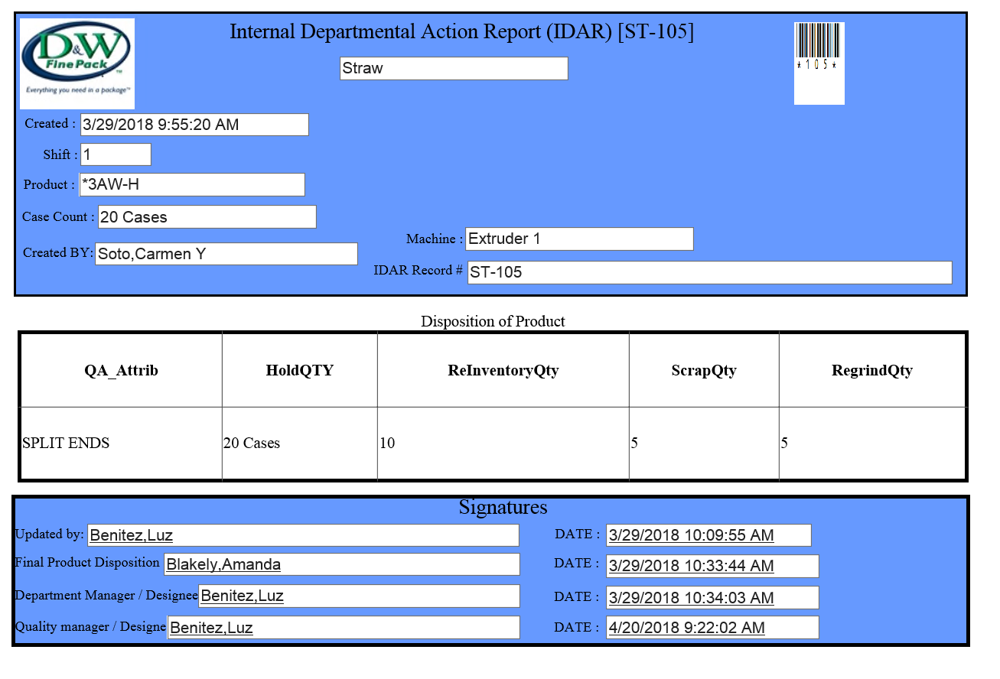 D&W
FinePack
TM
Everything you need in a package™
Internal Departmental Action Report (IDAR) [ST-105]
Straw
*105*
Created : 3/29/2018 9:55:20 AM
Shift : 1
Product : *3AW-H
Case Count : 20 Cases
Machine : Extruder 1
Created BY: Soto,Carmen Y
IDAR Record # ST-105
Disposition of Product
QA_Attrib HoldQTY ReInventoryQty ScrapQty RegrindQty
SPLIT ENDS 20 Cases 10 5 5
Signatures
Updated by: Benitez,Luz DATE : 3/29/2018 10:09:55 AM
Final Product Disposition Blakely,Amanda DATE : 3/29/2018 10:33:44 AM
Department Manager / Designee Benitez,Luz DATE : 3/29/2018 10:34:03 AM
Quality manager / Designe Benitez,Luz DATE : 4/20/2018 9:22:02 AM